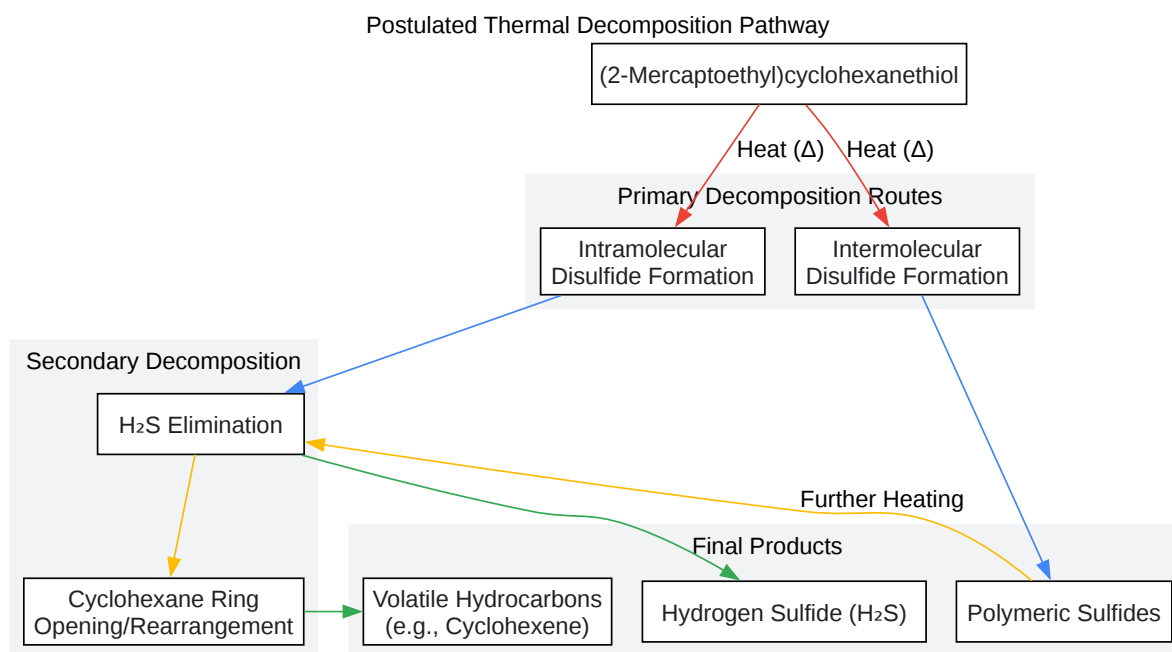 Postulated Thermal Decomposition Pathway
(2-Mercaptoethyl)cyclohexanethiol
Heat (Δ)
Heat (Δ)
Primary Decomposition Routes
Intramolecular
Disulfide Formation
Intermolecular
Disulfide Formation
Secondary Decomposition
H₂S Elimination
Further Heating
Final Products
Cyclohexane Ring
Opening/Rearrangement
Volatile Hydrocarbons
(e.g., Cyclohexene)
Hydrogen Sulfide (H₂S)
Polymeric Sulfides